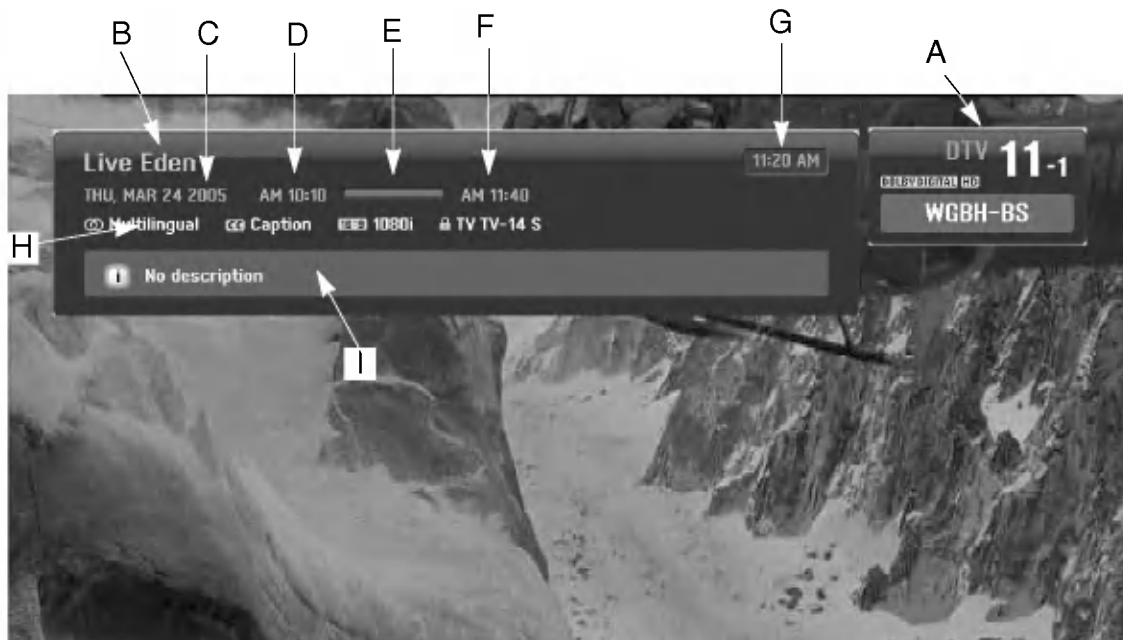 B C D E F G A
Live Eden 11:20 AM
DTV 11-1
THU, MAR 24 2005 AM 10:10 AM 11:40
DOLBY DIGITAL HD
Multilingual CC Caption 1080i TV TV-14 S
WGBH-BS
H
i No description
I